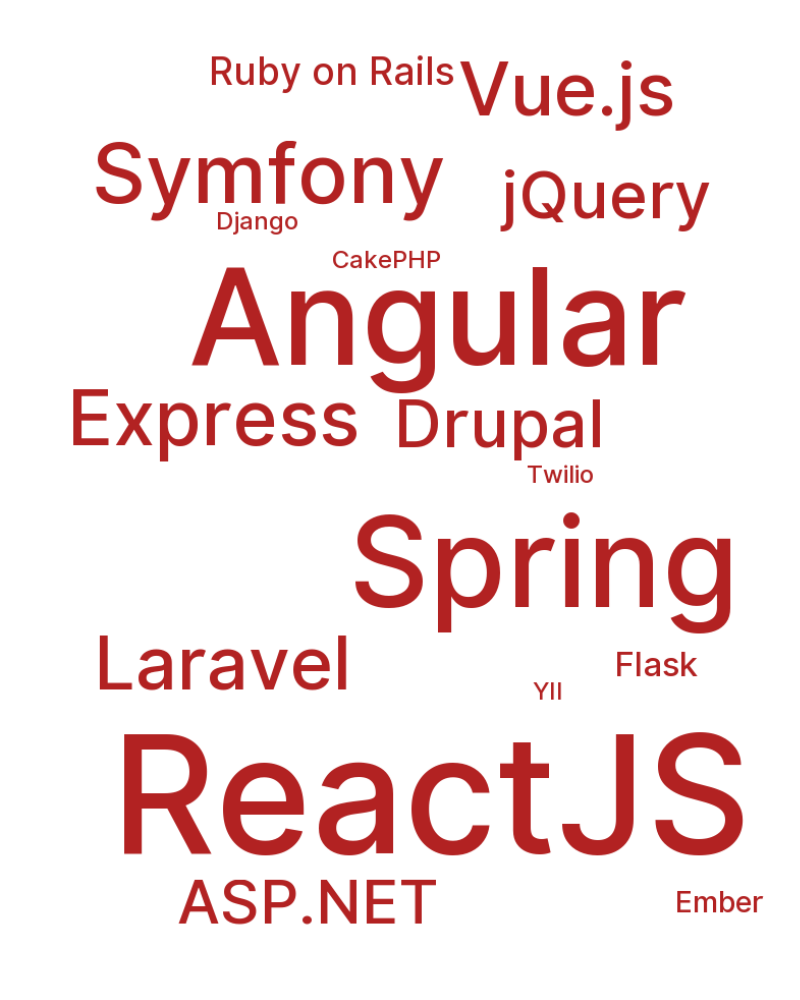 Ruby on Rails
Vue.js
Symfony
jQuery
Django
CakePHP
Angular
Express
Drupal
Twilio
Spring
Laravel
Flask
YII
ReactJS
ASP.NET
Ember